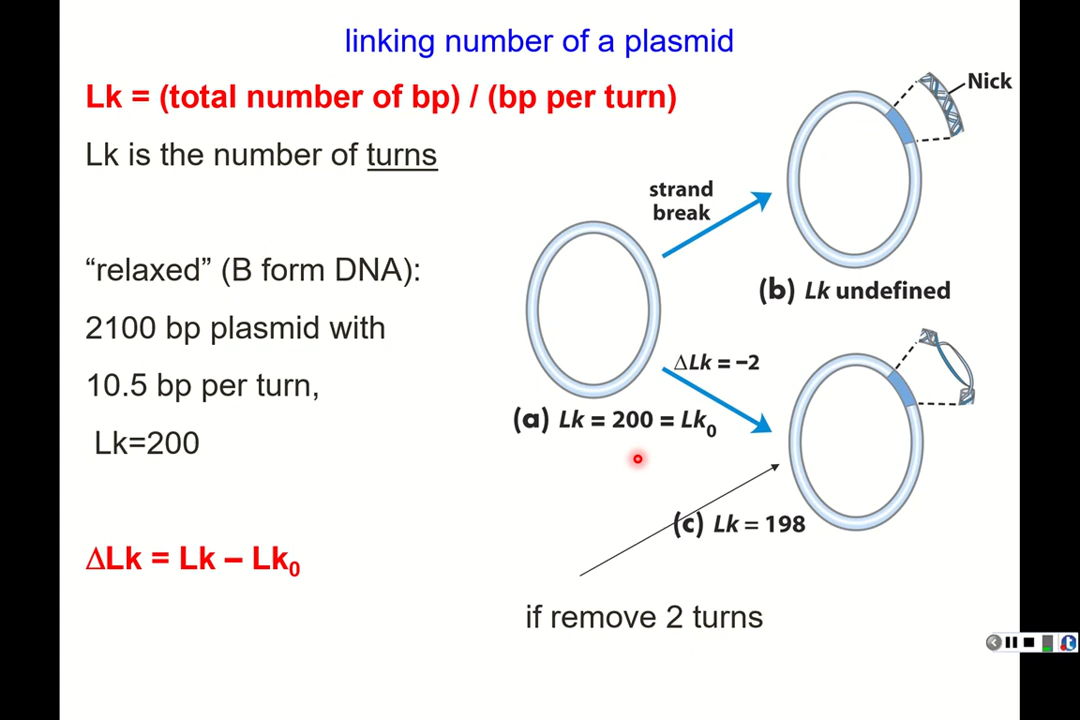 linking number of a plasmid
Lk = (total number of bp) / (bp per turn)
Lk is the number of turns
“relaxed” (B form DNA):
2100 bp plasmid with
10.5 bp per turn,
Lk=200
ΔLk = Lk – Lk₀
Nick
strand
break
(b) Lk undefined
ΔLk = –2
(a) Lk = 200 = Lk₀
(c) Lk = 198
if remove 2 turns